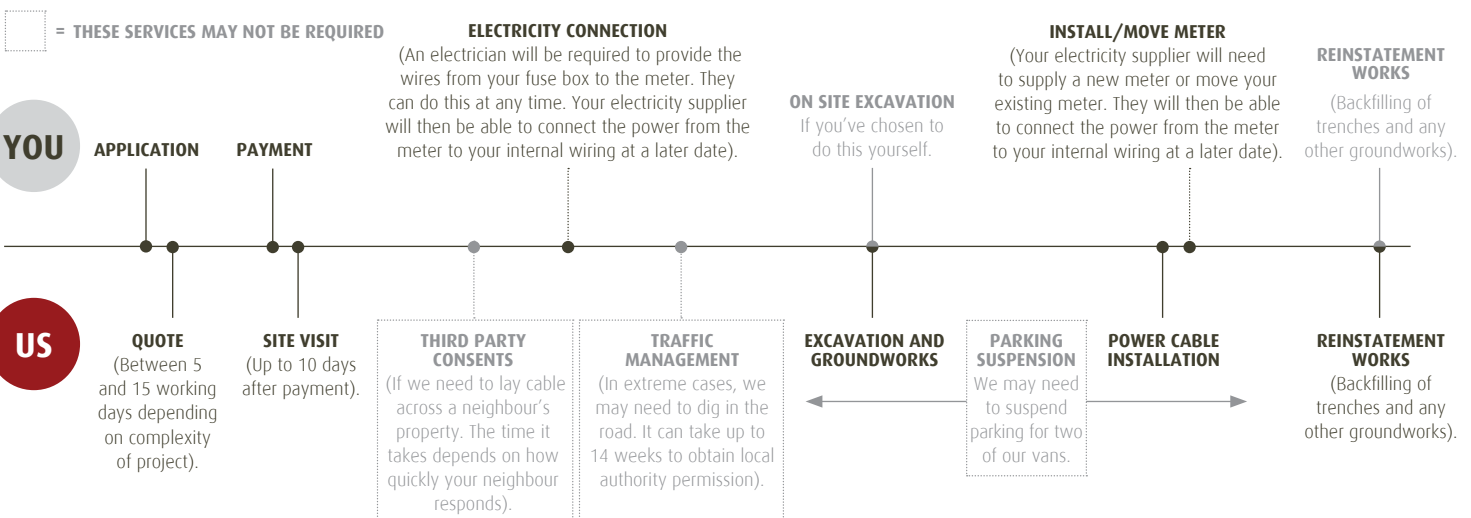 = THESE SERVICES MAY NOT BE REQUIRED
YOU
APPLICATION
PAYMENT
ELECTRICITY CONNECTION
(An electrician will be required to provide the
wires from your fuse box to the meter. They
can do this at any time. Your electricity supplier
will then be able to connect the power from the
meter to your internal wiring at a later date).
ON SITE EXCAVATION
If you've chosen to
do this yourself.
INSTALL/MOVE METER
(Your electricity supplier will need
to supply a new meter or move your
existing meter. They will then be able
to connect the power from the meter
to your internal wiring at a later date).
REINSTATEMENT
WORKS
(Backfilling of
trenches and any
other groundworks).
US
QUOTE
(Between 5
and 15 working
days depending
on complexity
of project).
SITE VISIT
(Up to 10 days
after payment).
THIRD PARTY
CONSENTS
(If we need to lay cable
across a neighbour's
property. The time it
takes depends on how
quickly your neighbour
responds).
TRAFFIC
MANAGEMENT
(In extreme cases, we
may need to dig in the
road. It can take up to
14 weeks to obtain local
authority permission).
EXCAVATION AND
GROUNDWORKS
PARKING
SUSPENSION
We may need
to suspend
parking for two
of our vans.
POWER CABLE
INSTALLATION
REINSTATEMENT
WORKS
(Backfilling of
trenches and any
other groundworks).